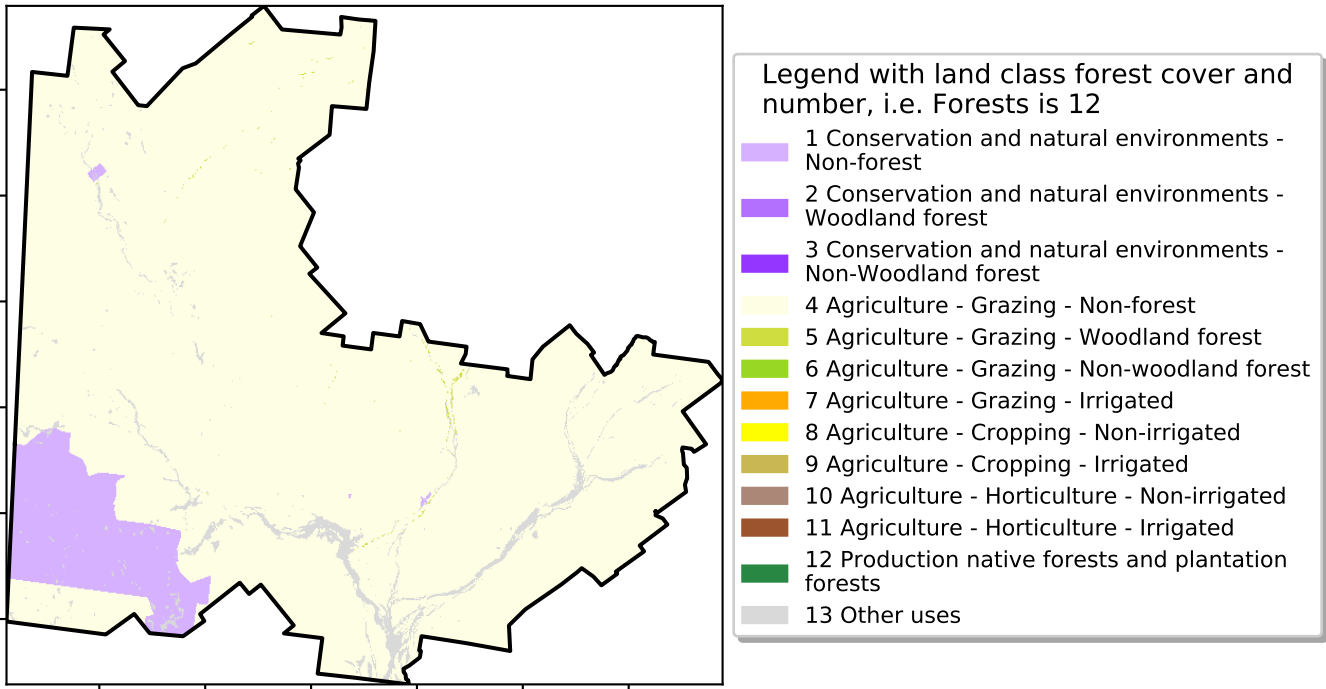 Legend with land class forest cover and
number, i.e. Forests is 12
1 Conservation and natural environments -
Non-forest
2 Conservation and natural environments -
Woodland forest
3 Conservation and natural environments -
Non-Woodland forest
4 Agriculture - Grazing - Non-forest
5 Agriculture - Grazing - Woodland forest
6 Agriculture - Grazing - Non-woodland forest
7 Agriculture - Grazing - Irrigated
8 Agriculture - Cropping - Non-irrigated
9 Agriculture - Cropping - Irrigated
10 Agriculture - Horticulture - Non-irrigated
11 Agriculture - Horticulture - Irrigated
12 Production native forests and plantation
forests
13 Other uses